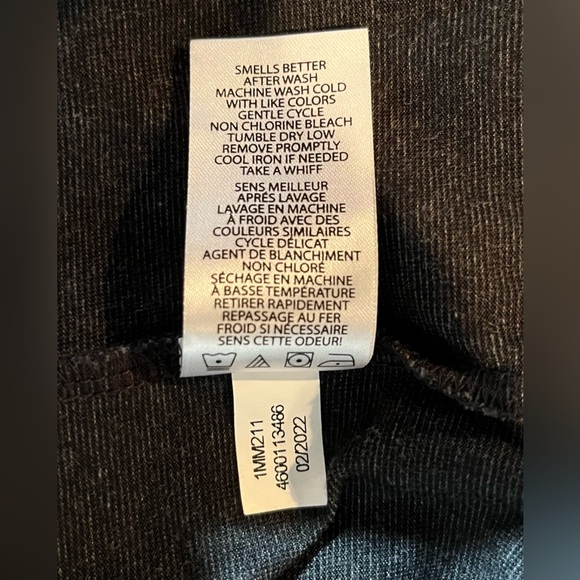 SMELLS BETTER
AFTER WASH
MACHINE WASH COLD
WITH LIKE COLORS
GENTLE CYCLE
NON CHLORINE BLEACH
TUMBLE DRY LOW
REMOVE PROMPTLY
COOL IRON IF NEEDED
TAKE A WHIFF
SENS MEILLEUR
APRÉS LAVAGE
LAVAGE EN MACHINE
À FROID AVEC DES
COULEURS SIMILAIRES
CYCLE DÉLICAT
AGENT DE BLANCHIMENT
NON CHLORÉ
SÉCHAGE EN MACHINE
À BASSE TEMPÉRATURE
RETIRER RAPIDEMENT
REPASSAGE AU FER
FROID SI NÉCESSAIRE
SENS CETTE ODEUR!
1MM211
4600113486
02/2022